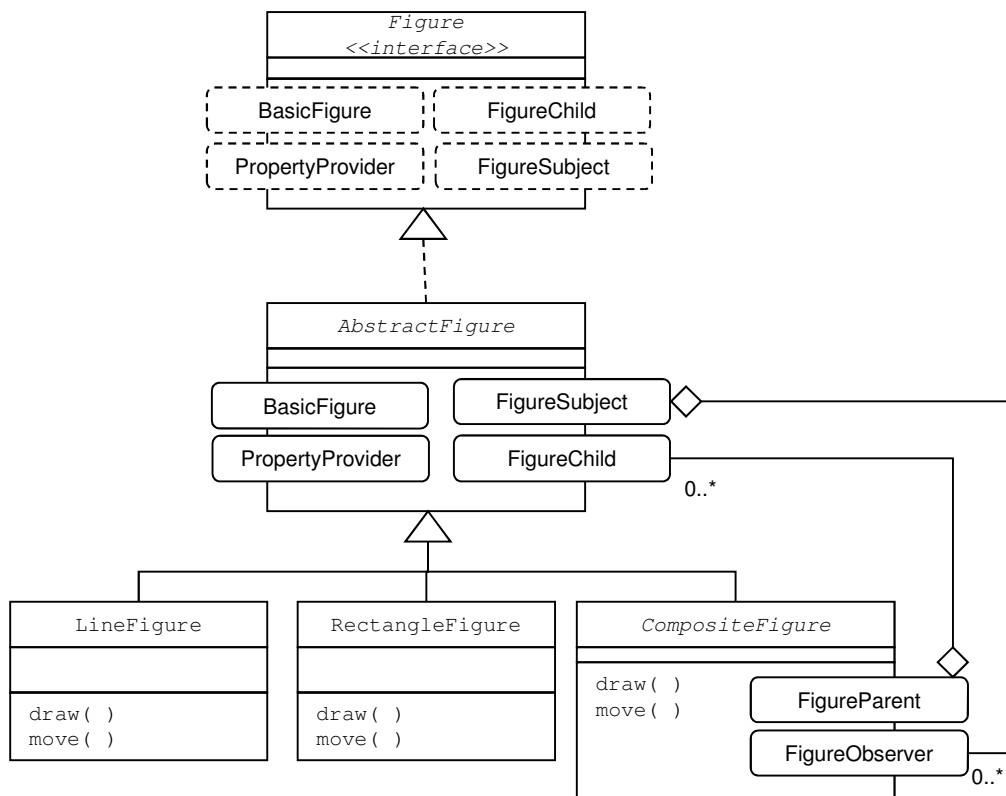 Figure
<<interface>>
BasicFigure
FigureChild
PropertyProvider
FigureSubject
AbstractFigure
BasicFigure
FigureSubject
PropertyProvider
FigureChild
0..*
LineFigure
RectangleFigure
CompositeFigure
draw( )
move( )
draw( )
move( )
draw( )
move( )
FigureParent
FigureObserver
0..*